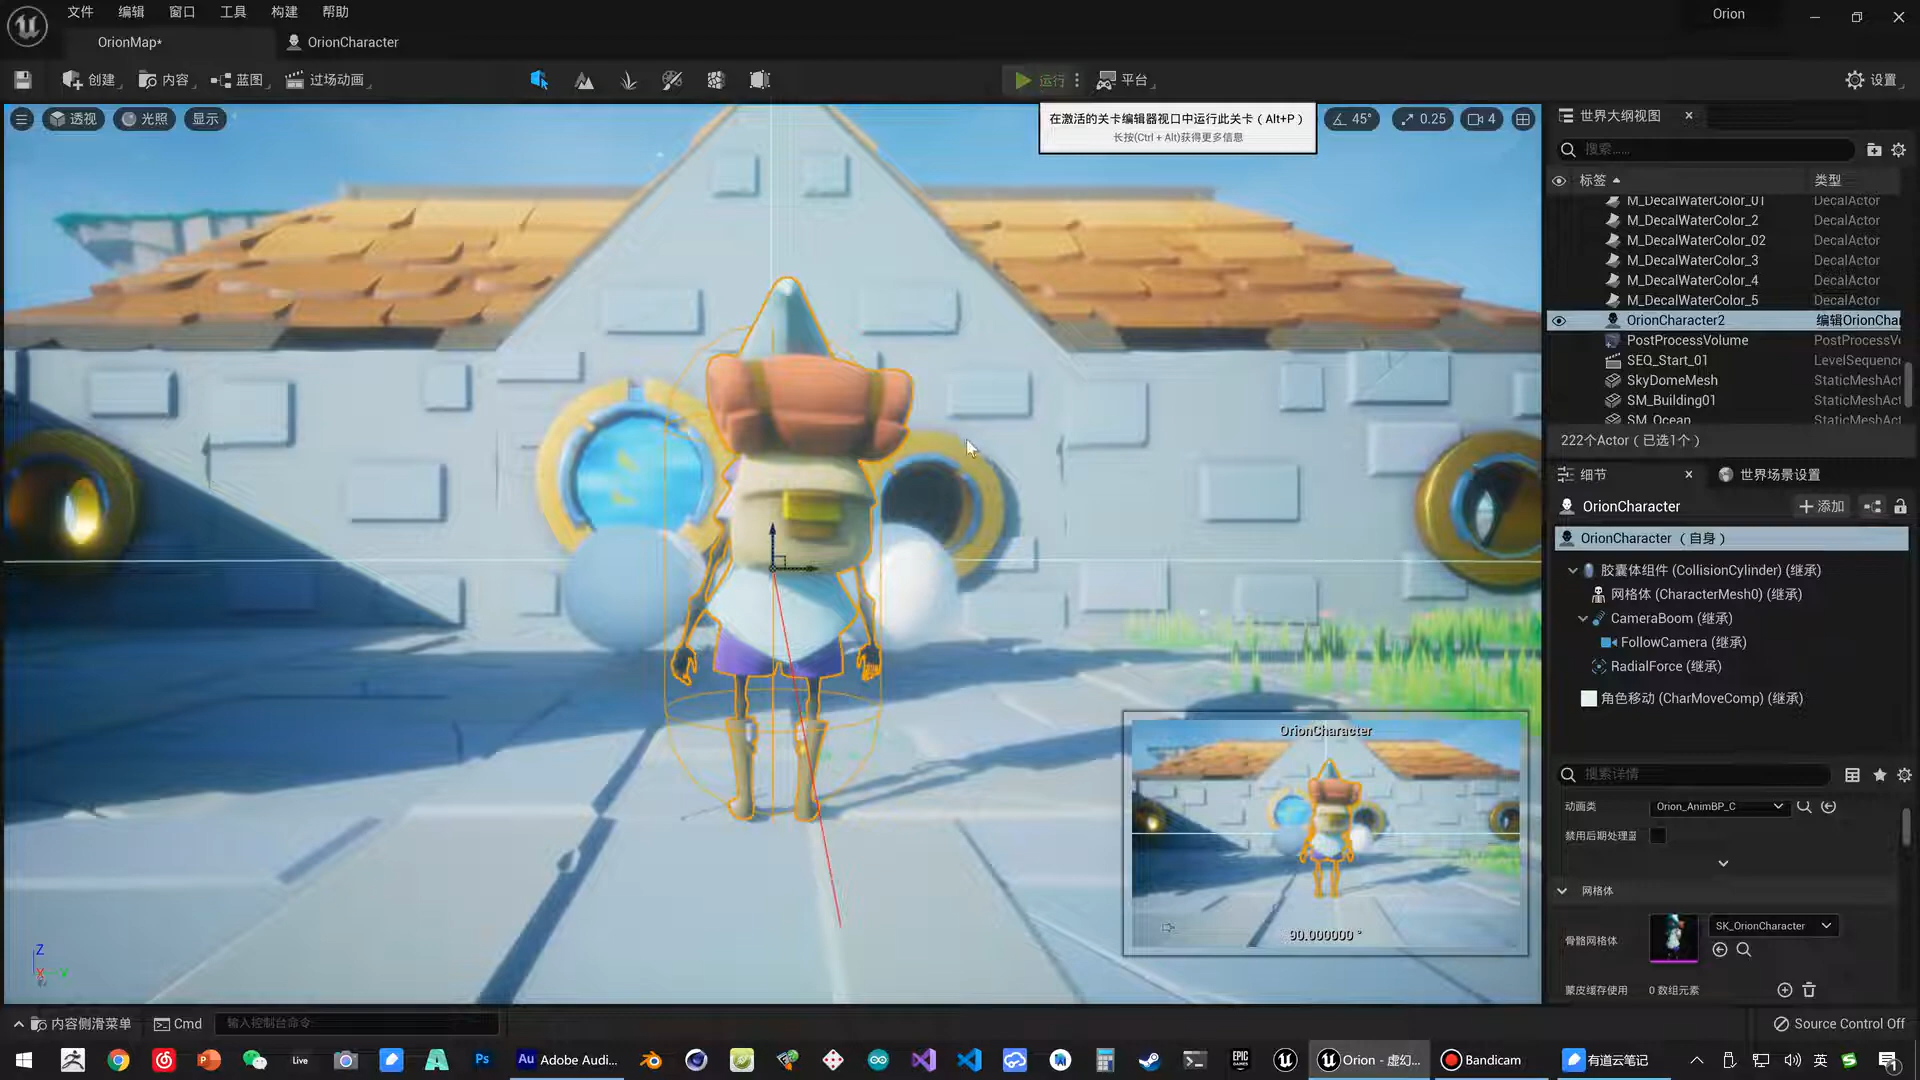 文件 编辑 窗口 工具 构建 帮助
Orion
OrionMap*
OrionCharacter
创建 内容 蓝图 过场动画
运行 平台 设置
透视 光照 显示
在激活的关卡编辑器视口中运行此关卡（Alt+P）
长按(Ctrl + Alt)获得更多信息
45° 0.25 4
世界大纲视图
搜索……
标签 类型
M_DecalWaterColor_01 DecalActor
M_DecalWaterColor_2 DecalActor
M_DecalWaterColor_02 DecalActor
M_DecalWaterColor_3 DecalActor
M_DecalWaterColor_4 DecalActor
M_DecalWaterColor_5 DecalActor
OrionCharacter2 编辑OrionCha
PostProcessVolume PostProcessV
SEQ_Start_01 LevelSequence
SkyDomeMesh StaticMeshAct
SM_Building01 StaticMeshAct
SM_Ocean StaticMeshAct
222个Actor（已选1个）
细节 世界场景设置
OrionCharacter 添加
OrionCharacter （自身）
胶囊体组件 (CollisionCylinder) (继承)
网格体 (CharacterMesh0) (继承)
CameraBoom (继承)
FollowCamera (继承)
RadialForce (继承)
角色移动 (CharMoveComp) (继承)
搜索详情
动画类 Orion_AnimBP_C
禁用后期处理蓝
网格体
骨骼网格体 SK_OrionCharacter
蒙皮缓存使用 0 数组元素
OrionCharacter
90.000000 °
Z
X Y
内容侧滑菜单 Cmd 输入控制台命令
Source Control Off
Live
Ps
Au Adobe Audi...
EPIC GAMES
Orion - 虚幻...
Bandicam
有道云笔记
英
1